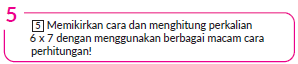 5
5 Memikirkan cara dan menghitung perkalian
6 x 7 dengan menggunakan berbagai macam cara
perhitungan!